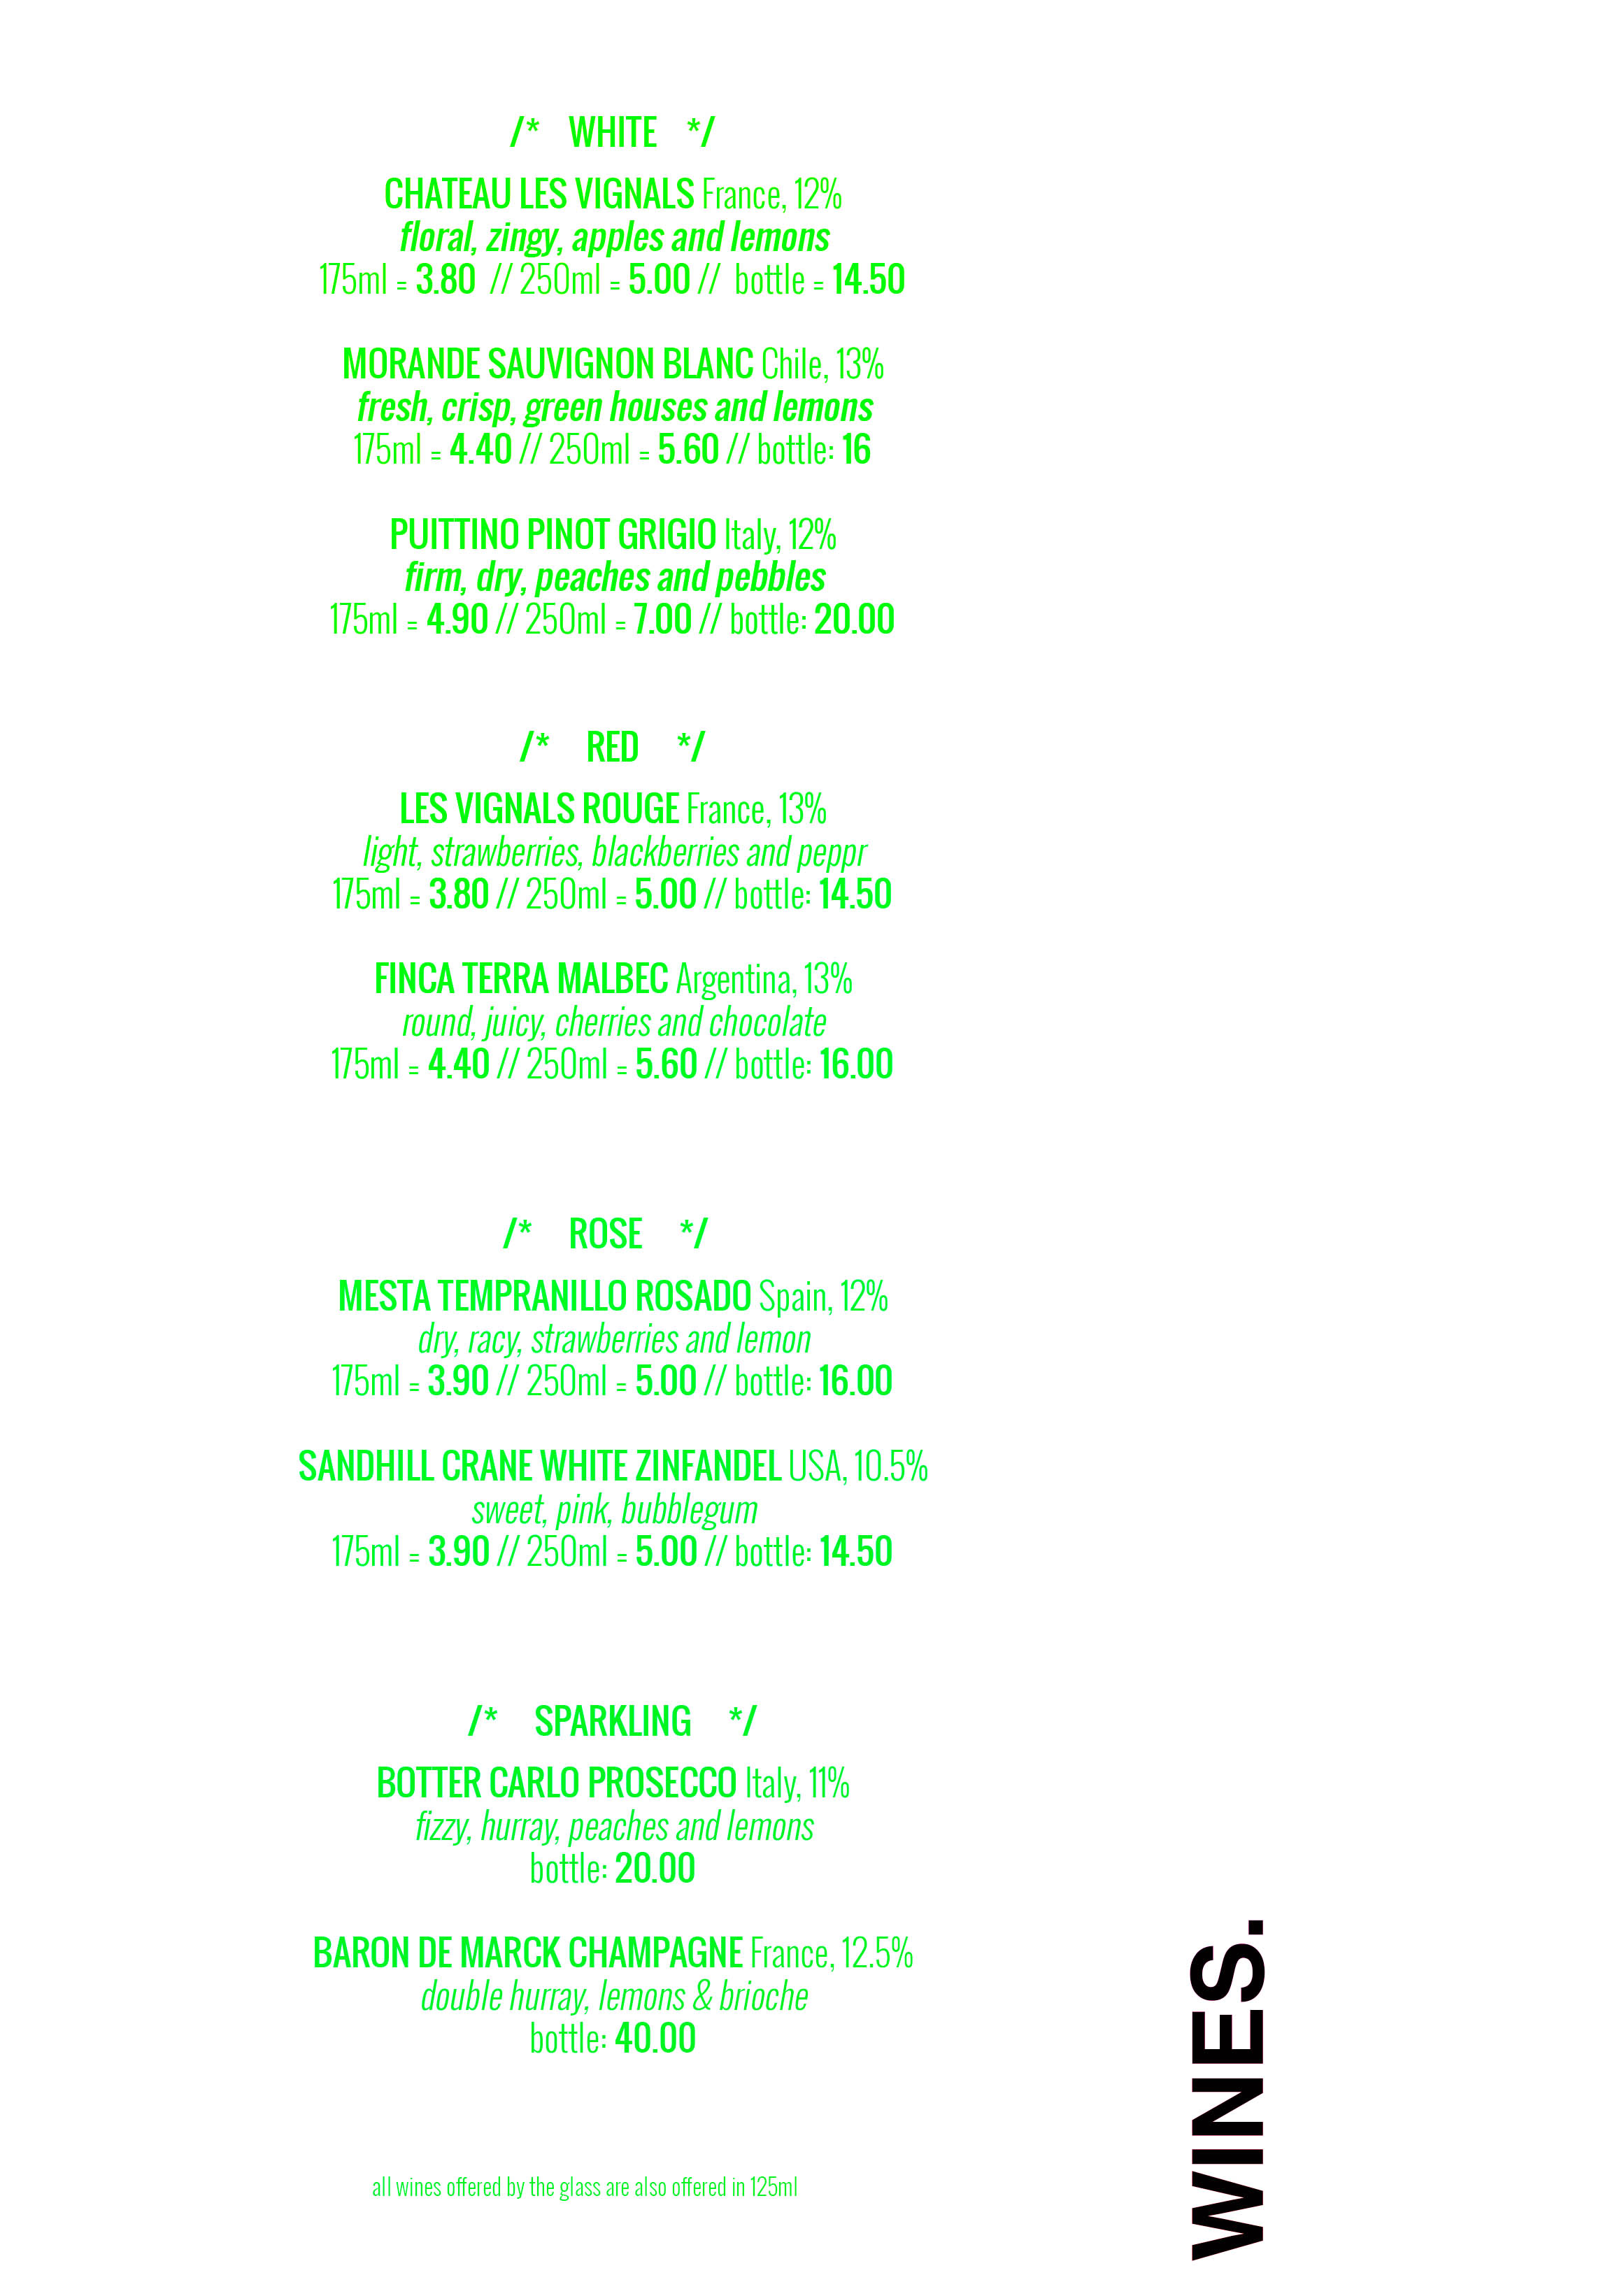 /* WHITE */
CHATEAU LES VIGNALS France, 12%
floral, zingy, apples and lemons
175ml = 3.80 // 250ml = 5.00 // bottle = 14.50
MORANDE SAUVIGNON BLANC Chile, 13%
fresh, crisp, green houses and lemons
175ml = 4.40 // 250ml = 5.60 // bottle: 16
PUITTINO PINOT GRIGIO Italy, 12%
firm, dry, peaches and pebbles
175ml = 4.90 // 250ml = 7.00 // bottle: 20.00
/* RED */
LES VIGNALS ROUGE France, 13%
light, strawberries, blackberries and peppr
175ml = 3.80 // 250ml = 5.00 // bottle: 14.50
FINCA TERRA MALBEC Argentina, 13%
round, juicy, cherries and chocolate
175ml = 4.40 // 250ml = 5.60 // bottle: 16.00
/* ROSE */
MESTA TEMPRANILLO ROSADO Spain, 12%
dry, racy, strawberries and lemon
175ml = 3.90 // 250ml = 5.00 // bottle: 16.00
SANDHILL CRANE WHITE ZINFANDEL USA, 10.5%
sweet, pink, bubblegum
175ml = 3.90 // 250ml = 5.00 // bottle: 14.50
/* SPARKLING */
BOTTER CARLO PROSECCO Italy, 11%
fizzy, hurray, peaches and lemons
bottle: 20.00
BARON DE MARCK CHAMPAGNE France, 12.5%
double hurray, lemons & brioche
bottle: 40.00
all wines offered by the glass are also offered in 125ml
WINES.